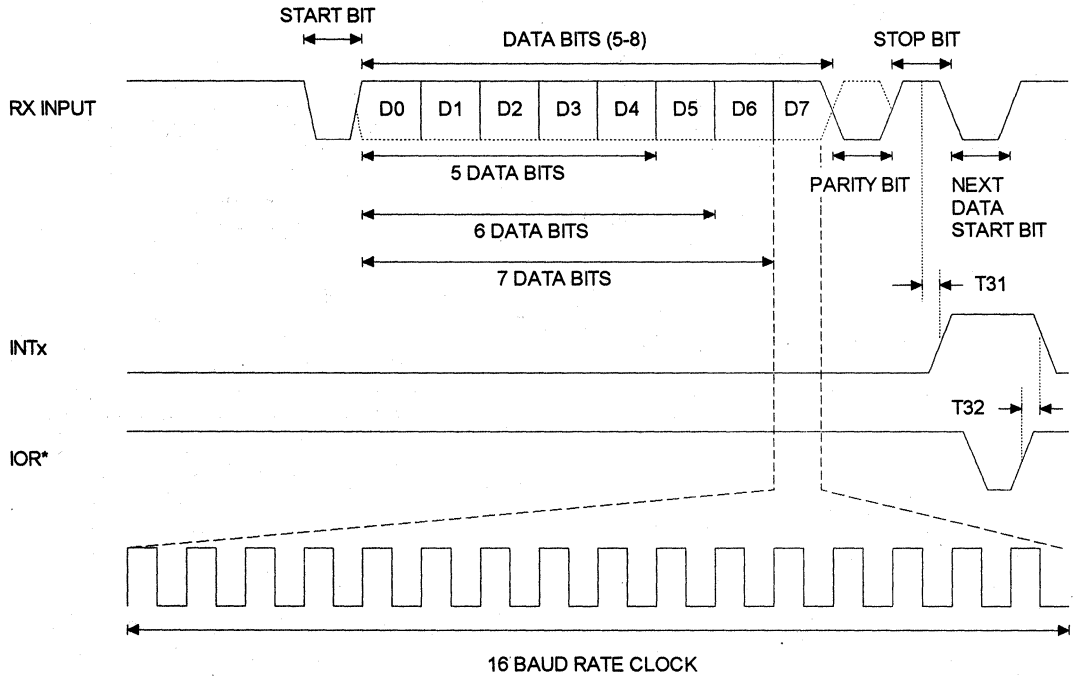 START BIT
DATA BITS (5-8)
STOP BIT
RX INPUT
D0 D1 D2 D3 D4 D5 D6 D7
5 DATA BITS
PARITY BIT
NEXT
DATA
START BIT
6 DATA BITS
7 DATA BITS
T31
INTx
T32
IOR*
16 BAUD RATE CLOCK